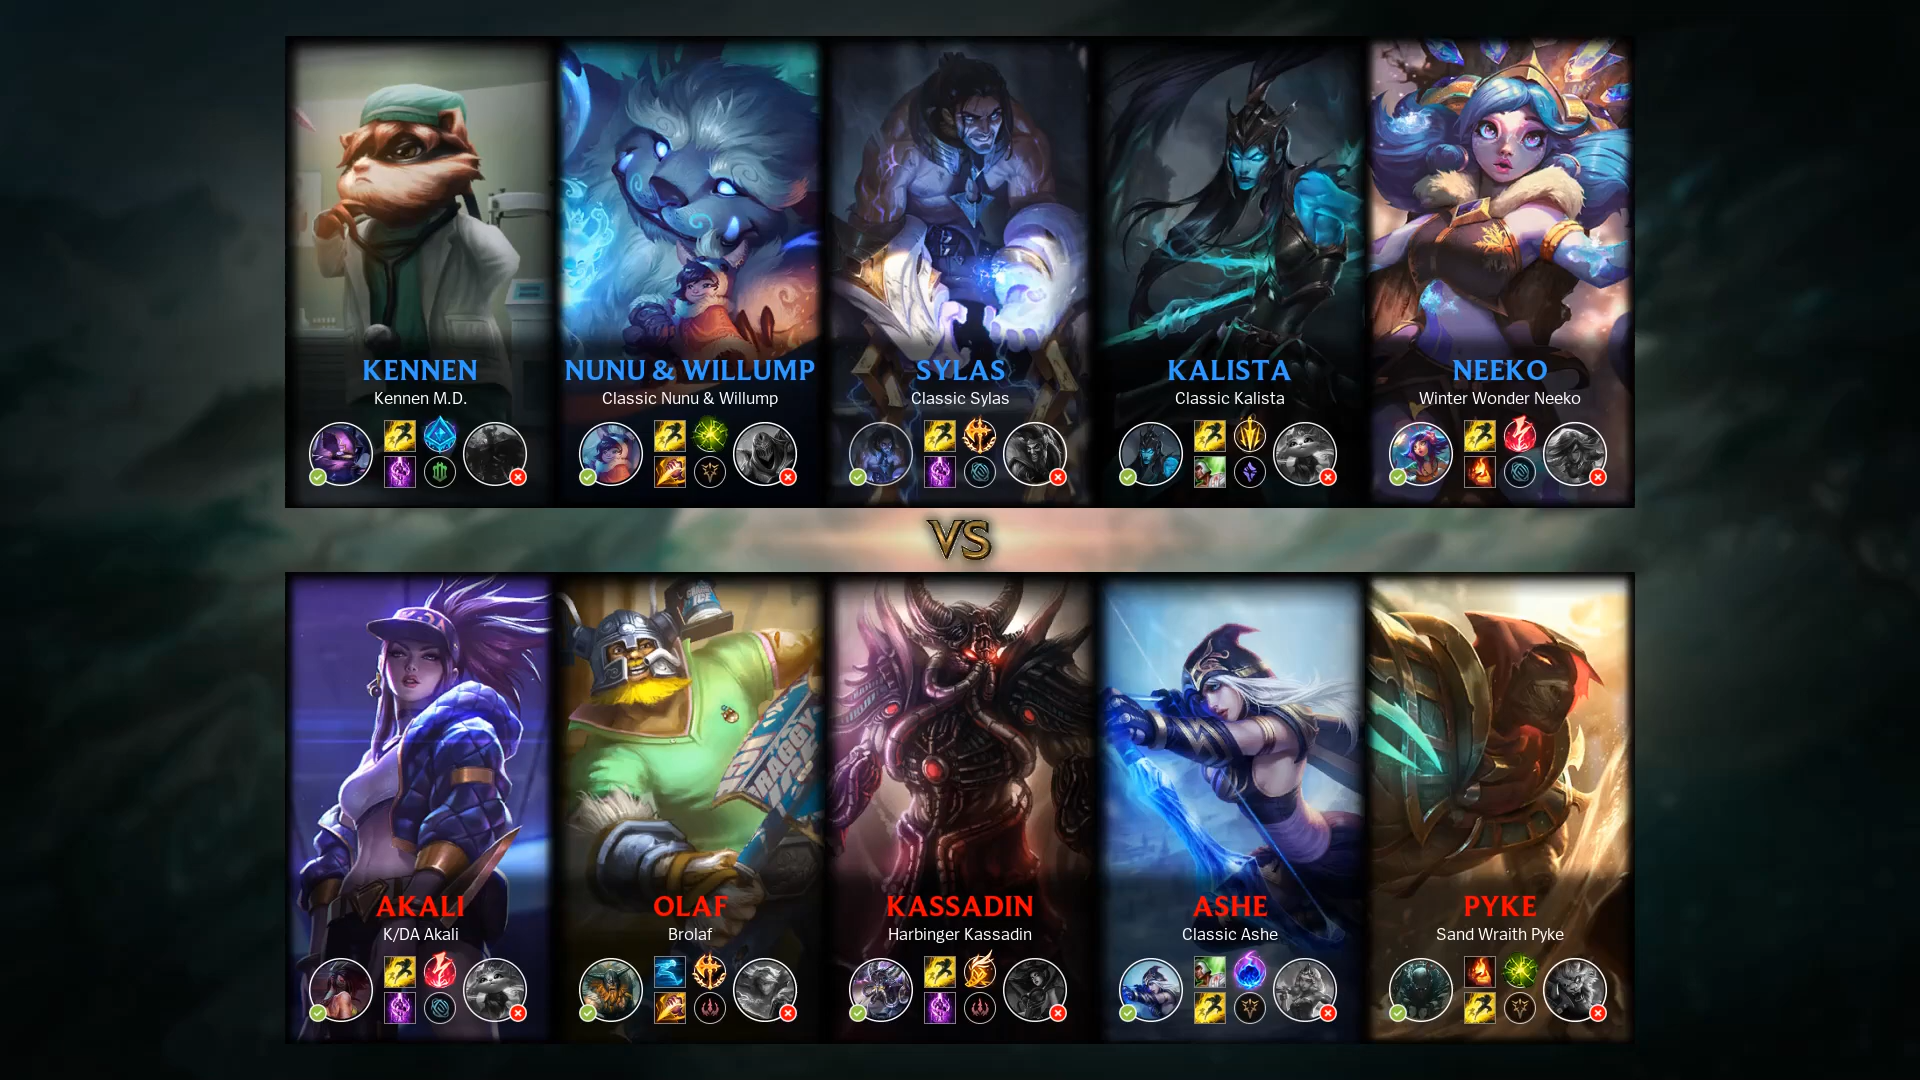 KENNEN
Kennen M.D.
NUNU & WILLUMP
Classic Nunu & Willump
SYLAS
Classic Sylas
KALISTA
Classic Kalista
NEEKO
Winter Wonder Neeko
VS
AKALI
K/DA Akali
OLAF
Brolaf
KASSADIN
Harbinger Kassadin
ASHE
Classic Ashe
PYKE
Sand Wraith Pyke